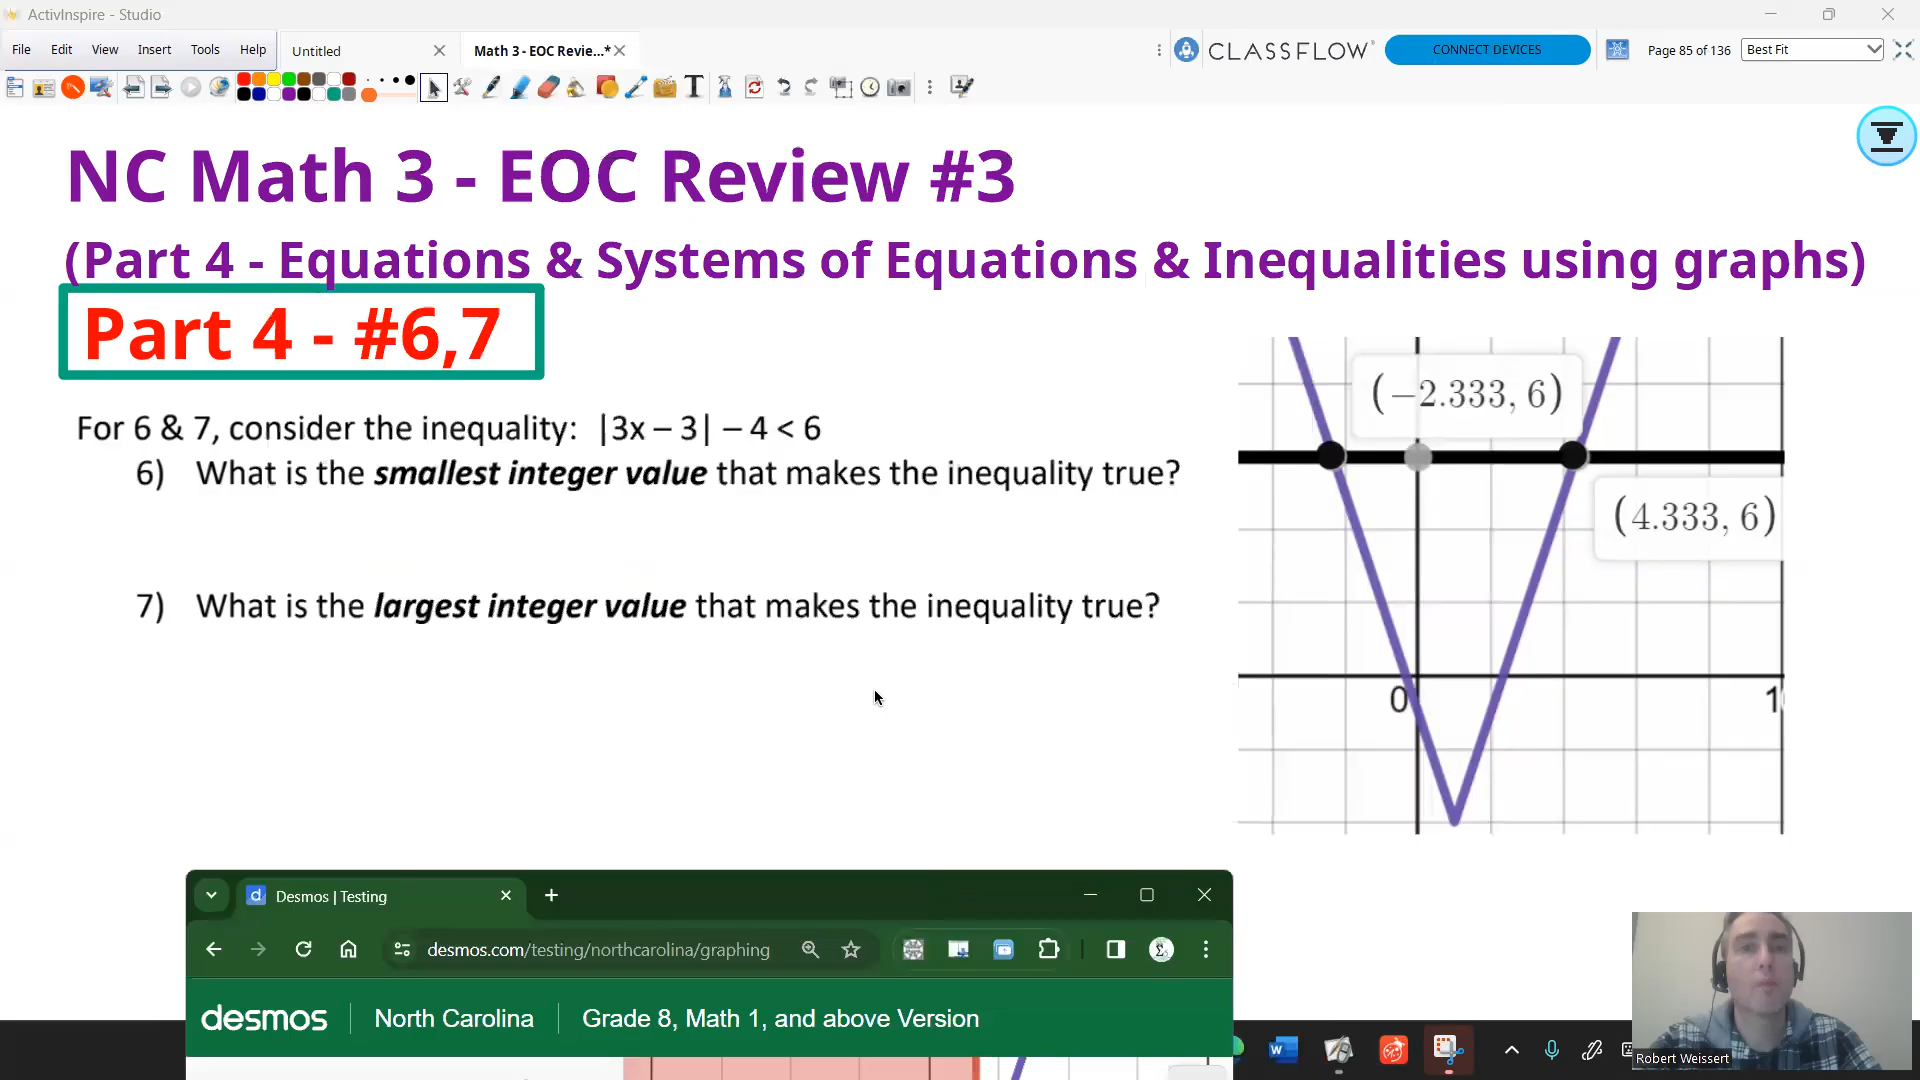 ActivInspire - Studio
File Edit View Insert Tools Help
Untitled
Math 3 - EOC Revie...*
CLASSFLOW
CONNECT DEVICES
Page 85 of 136
Best Fit
NC Math 3 - EOC Review #3
(Part 4 - Equations & Systems of Equations & Inequalities using graphs)
Part 4 - #6,7
For 6 & 7, consider the inequality: |3x – 3| – 4 < 6
6) What is the smallest integer value that makes the inequality true?
7) What is the largest integer value that makes the inequality true?
(−2.333, 6)
(4.333, 6)
0
1
Desmos | Testing
desmos.com/testing/northcarolina/graphing
desmos
North Carolina
Grade 8, Math 1, and above Version
Robert Weissert